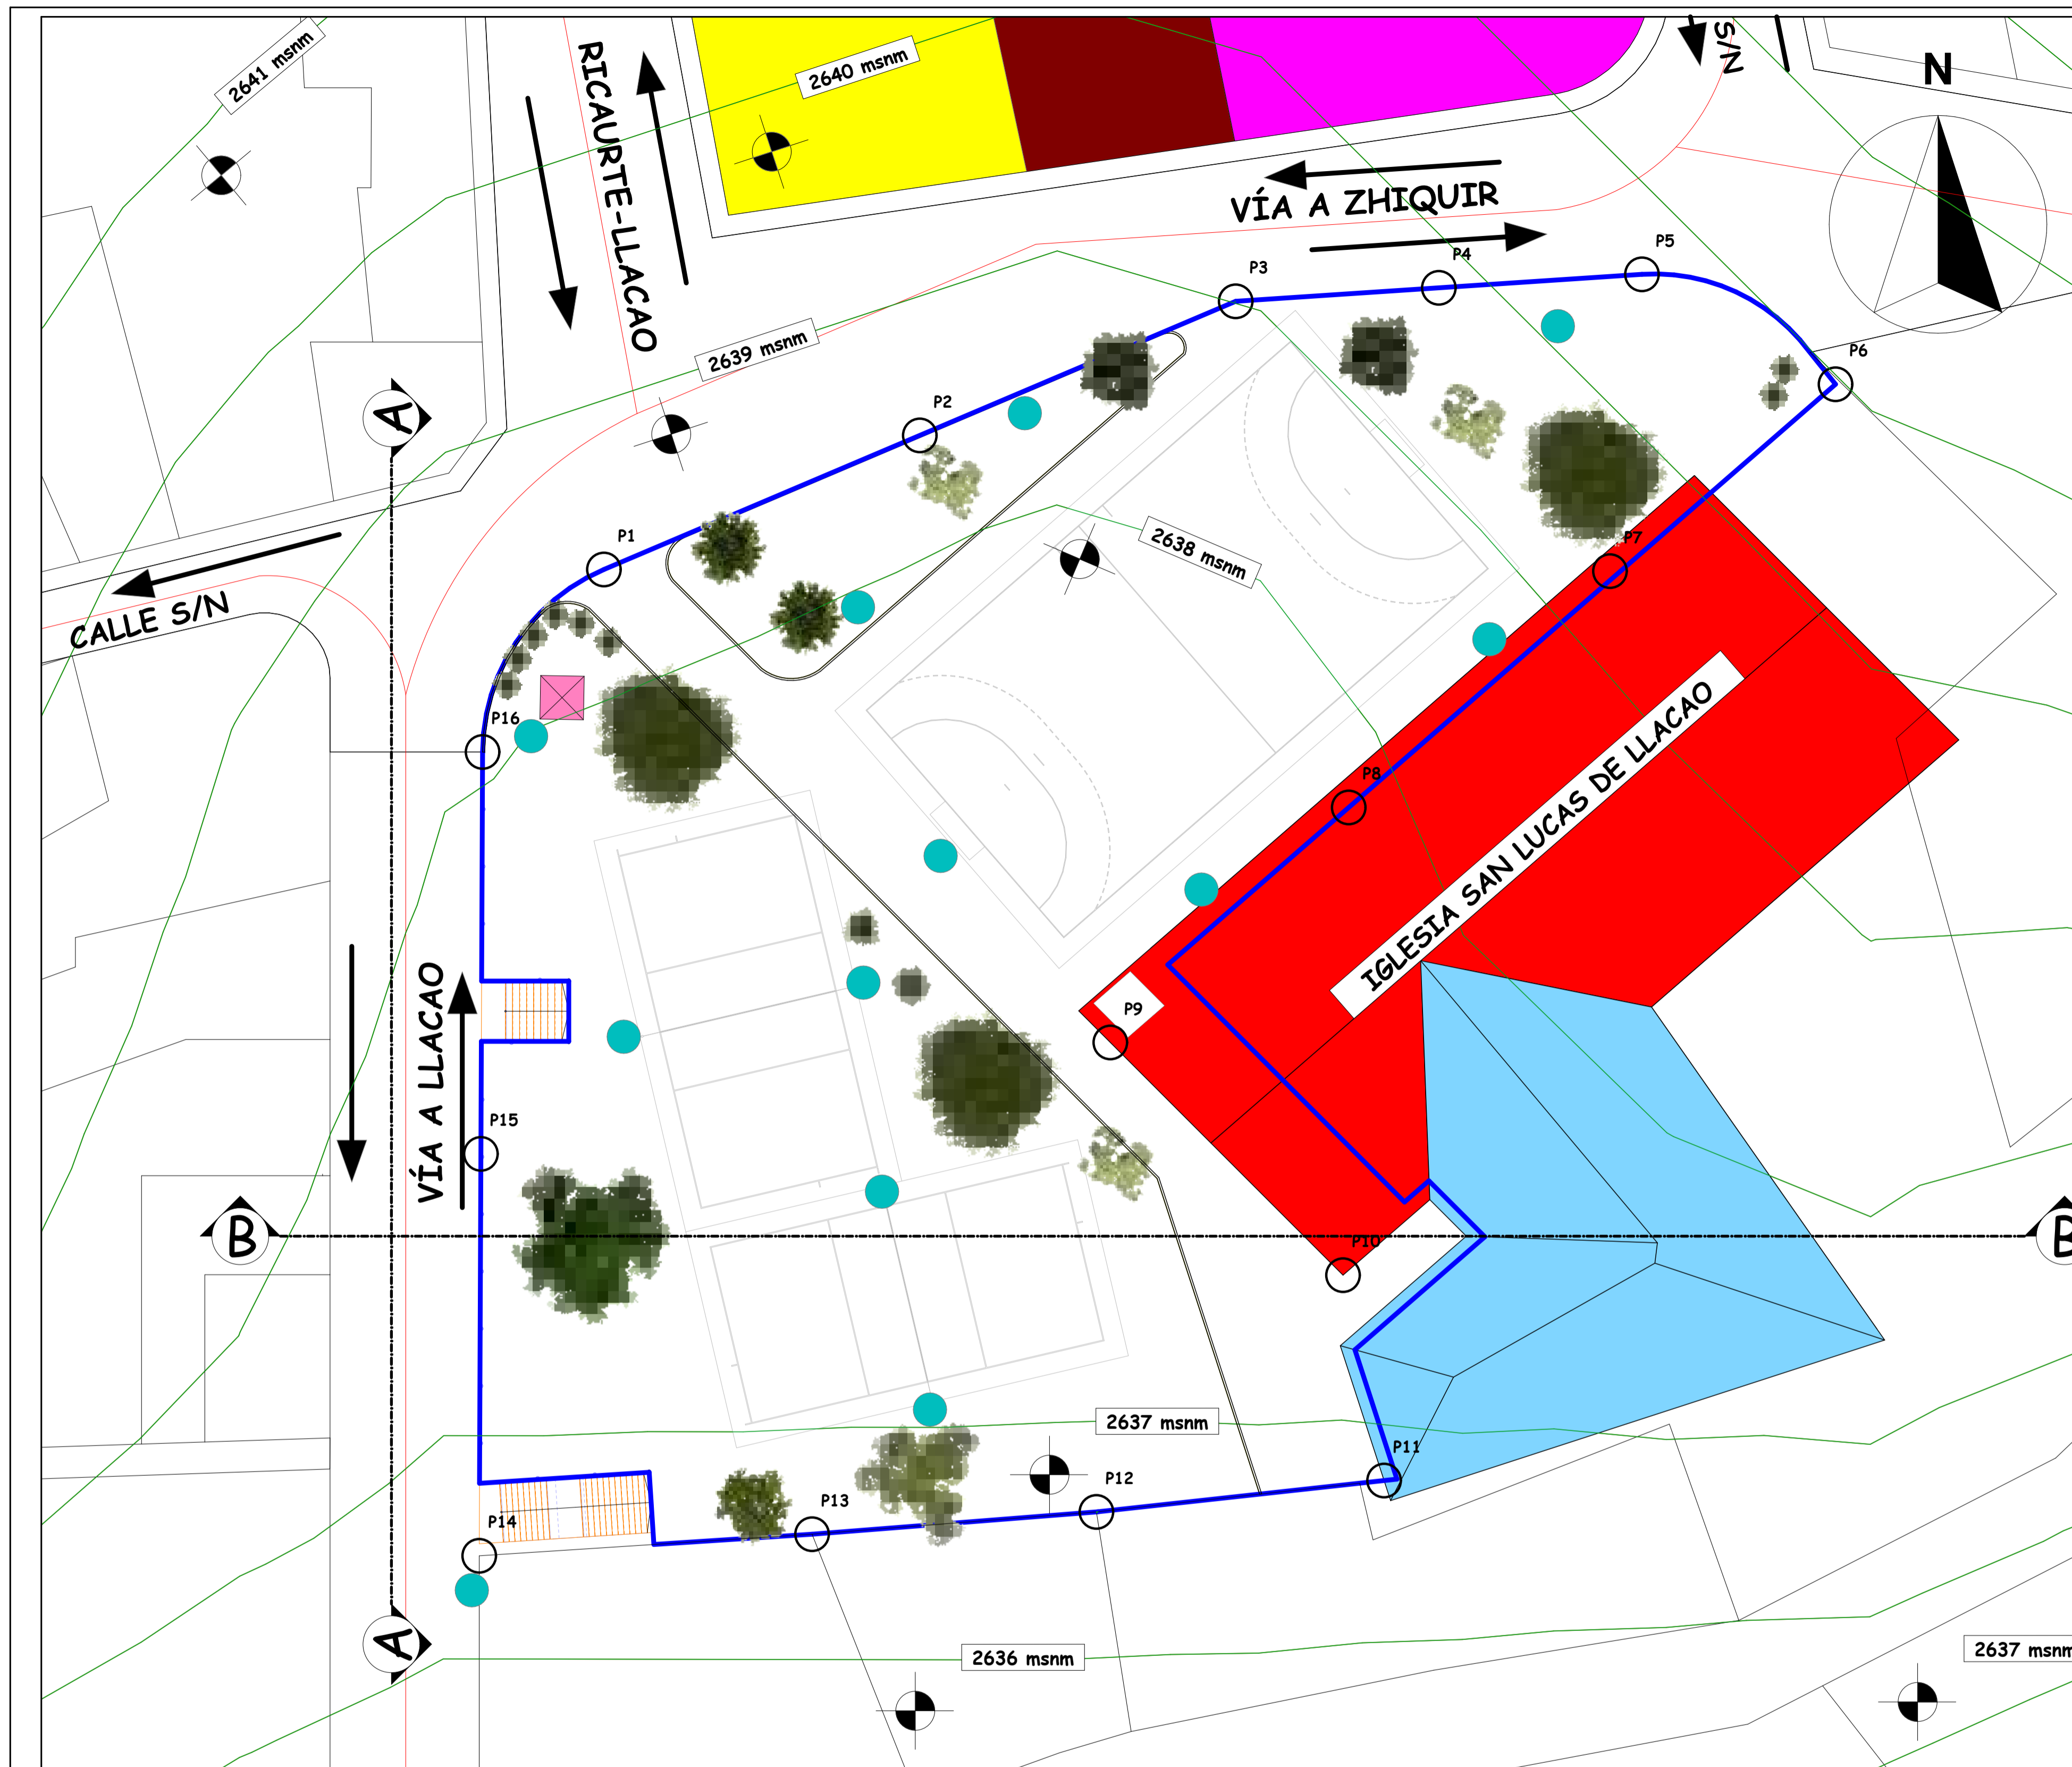 2641 msnm
RICAURTE-LLACAO
2640 msnm
S/N
N
VÍA A ZHIQUIR
P5
P4
P3
2639 msnm
P6
A
P2
P1
P7
2638 msnm
CALLE S/N
P16
P8
IGLESIA SAN LUCAS DE LLACAO
P9
VÍA A LLACAO
P15
B
B
P10
2637 msnm
P11
P12
P13
P14
A
2636 msnm
2637 msnm